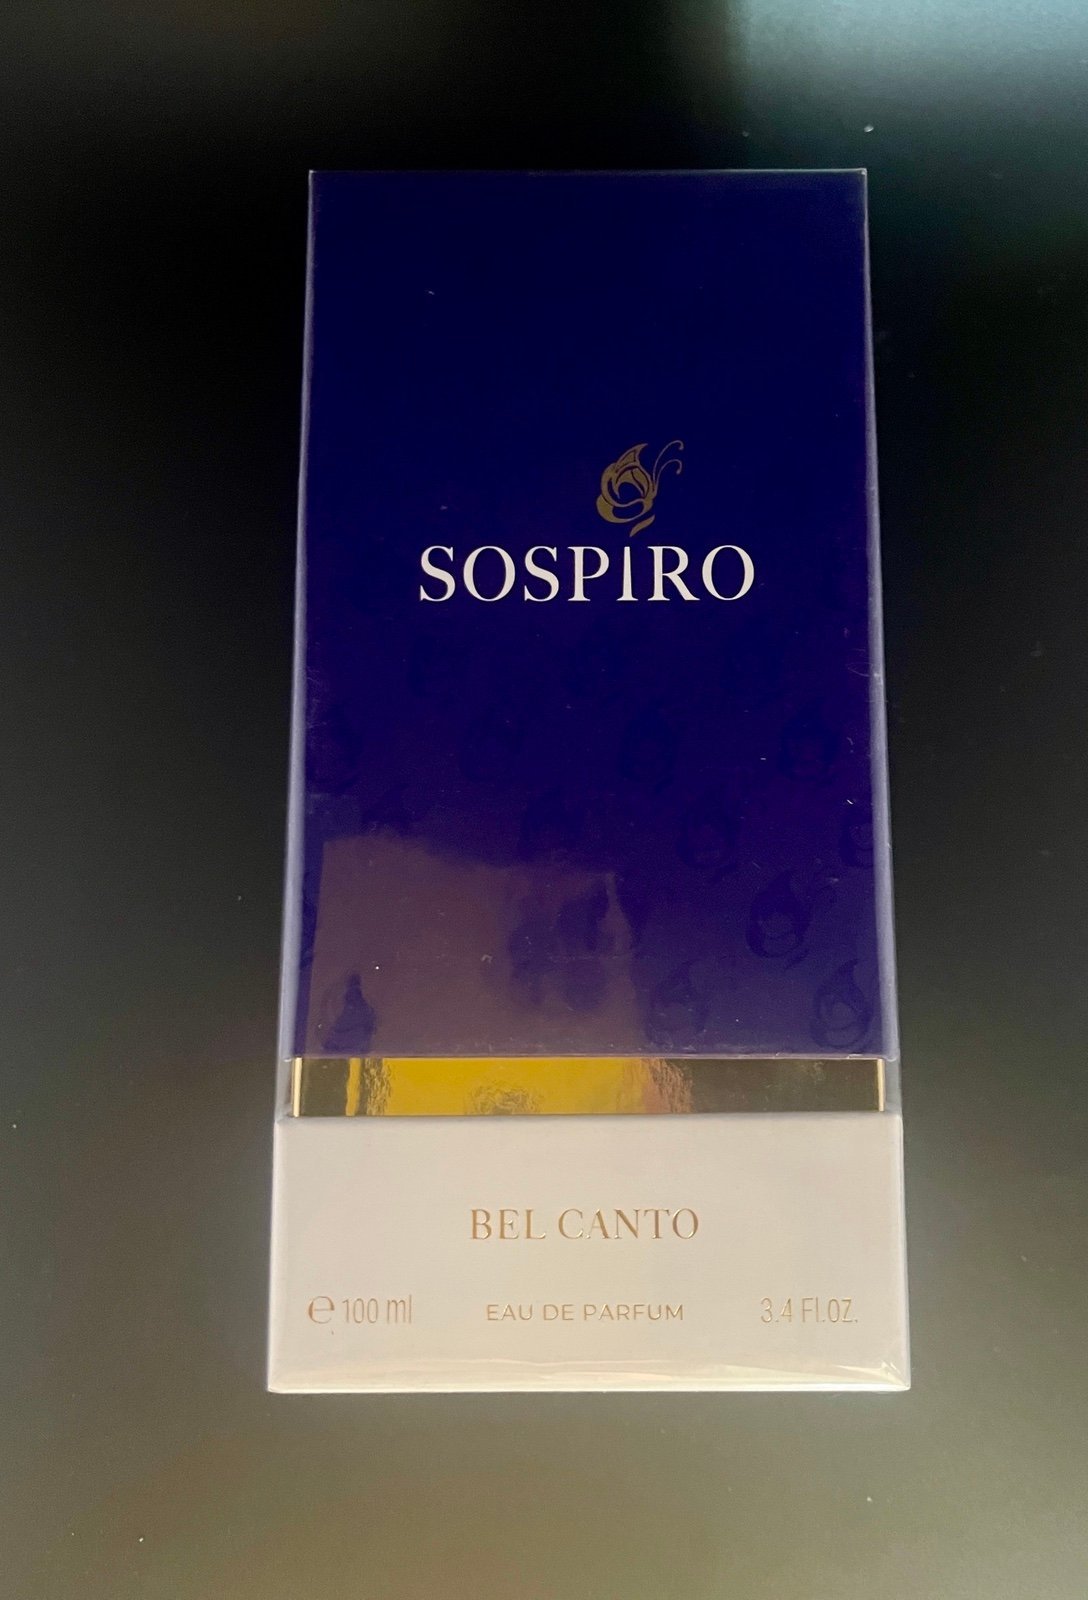 SOSPIRO
BEL CANTO
℮ 100 ml EAU DE PARFUM 3.4 Fl.oz.